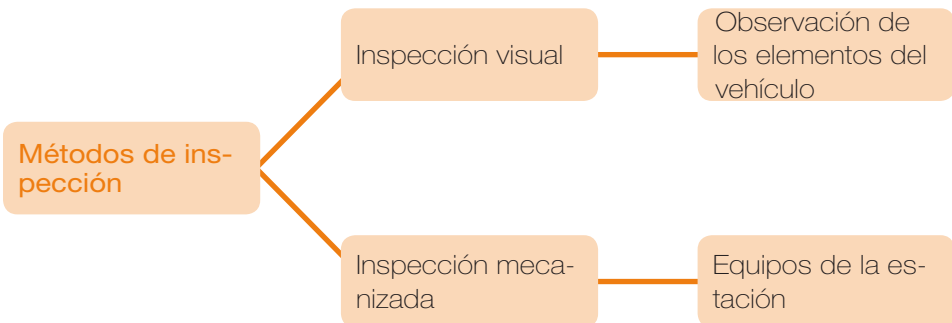 Métodos de ins-
pección
Inspección visual
Observación de
los elementos del
vehículo
Inspección meca-
nizada
Equipos de la es-
tación